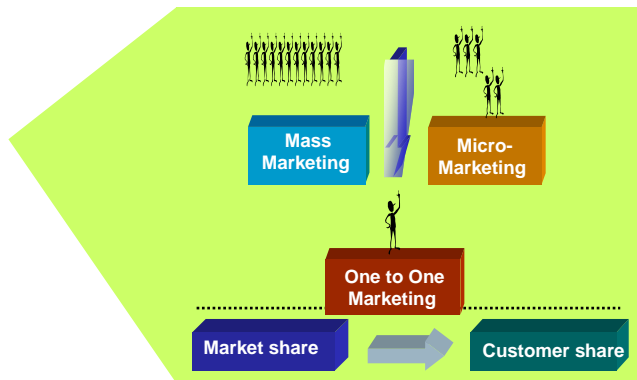 Mass
Marketing
Micro-
Marketing
One to One
Marketing
Market share
Customer share